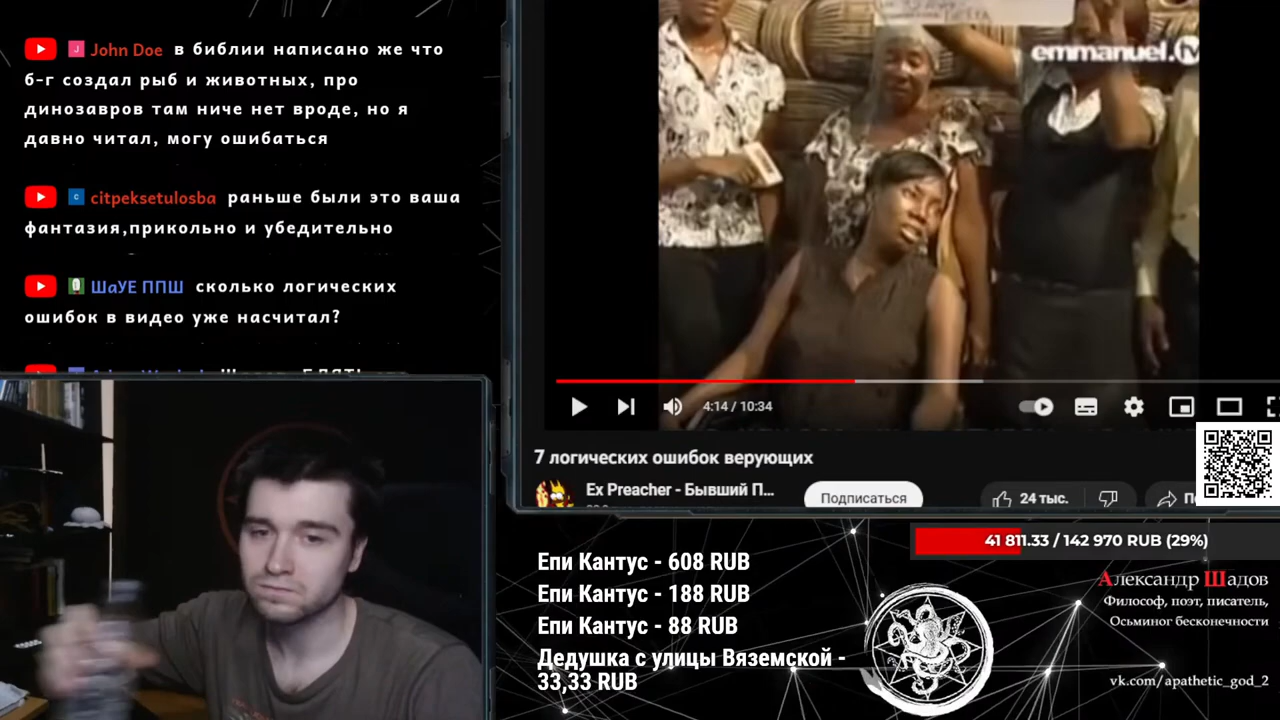 John Doe в библии написано же что
б-г создал рыб и животных, про
динозавров там ниче нет вроде, но я
давно читал, могу ошибаться
citpeksetulosba раньше были это ваша
фантазия,прикольно и убедительно
ШаУЕ ППШ сколько логических
ошибок в видео уже насчитал?
emmanuel.tv
4:14 / 10:34
7 логических ошибок верующих
Ex Preacher - Бывший П...
Подписаться
24 тыс.
41 811.33 / 142 970 RUB (29%)
Епи Кантус - 608 RUB
Епи Кантус - 188 RUB
Епи Кантус - 88 RUB
Дедушка с улицы Вяземской -
33,33 RUB
Александр Шадов
Философ, поэт, писатель,
Осьминог бесконечности
vk.com/apathetic_god_2